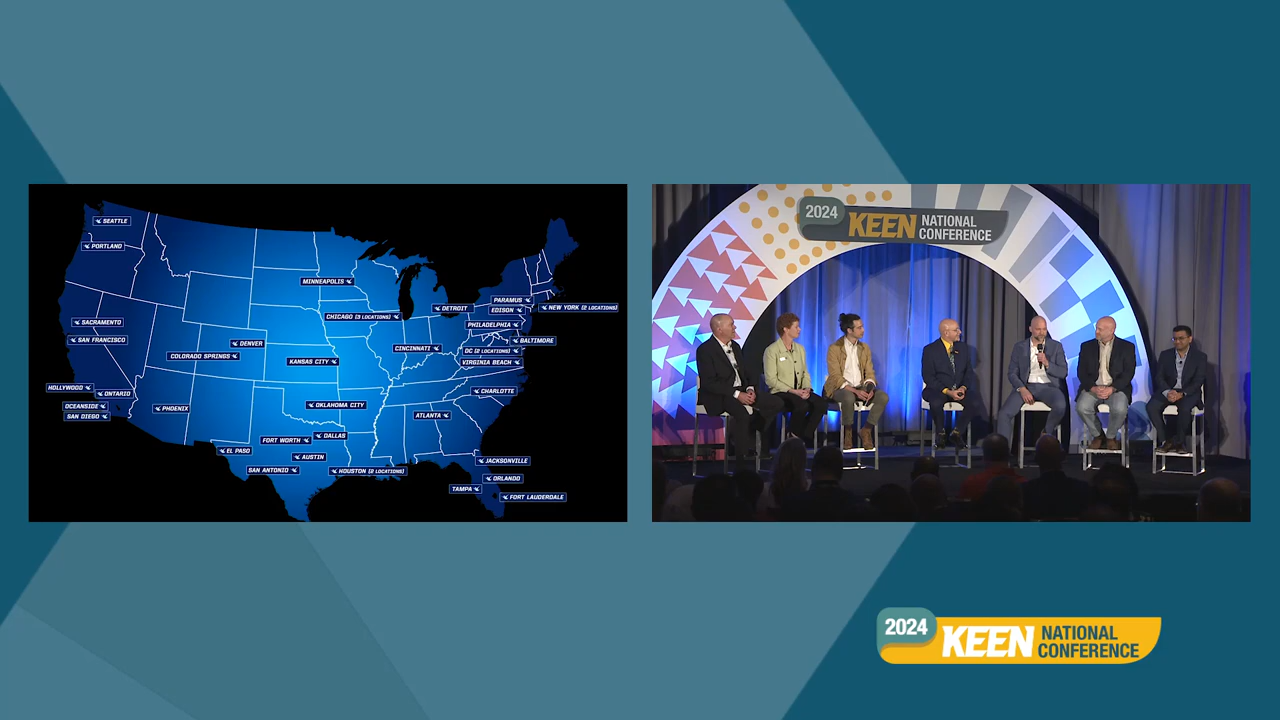 SEATTLE
PORTLAND
SACRAMENTO
SAN FRANCISCO
HOLLYWOOD
ONTARIO
OCEANSIDE
SAN DIEGO
PHOENIX
DENVER
COLORADO SPRINGS
EL PASO
MINNEAPOLIS
CHICAGO (3 LOCATIONS)
KANSAS CITY
OKLAHOMA CITY
DALLAS
FORT WORTH
AUSTIN
SAN ANTONIO
HOUSTON (2 LOCATIONS)
DETROIT
CINCINNATI
ATLANTA
PARAMUS
NEW YORK (2 LOCATIONS)
EDISON
PHILADELPHIA
BALTIMORE
DC (2 LOCATIONS)
VIRGINIA BEACH
CHARLOTTE
JACKSONVILLE
ORLANDO
TAMPA
FORT LAUDERDALE
2024 KEEN NATIONAL
CONFERENCE
2024 KEEN NATIONAL
CONFERENCE